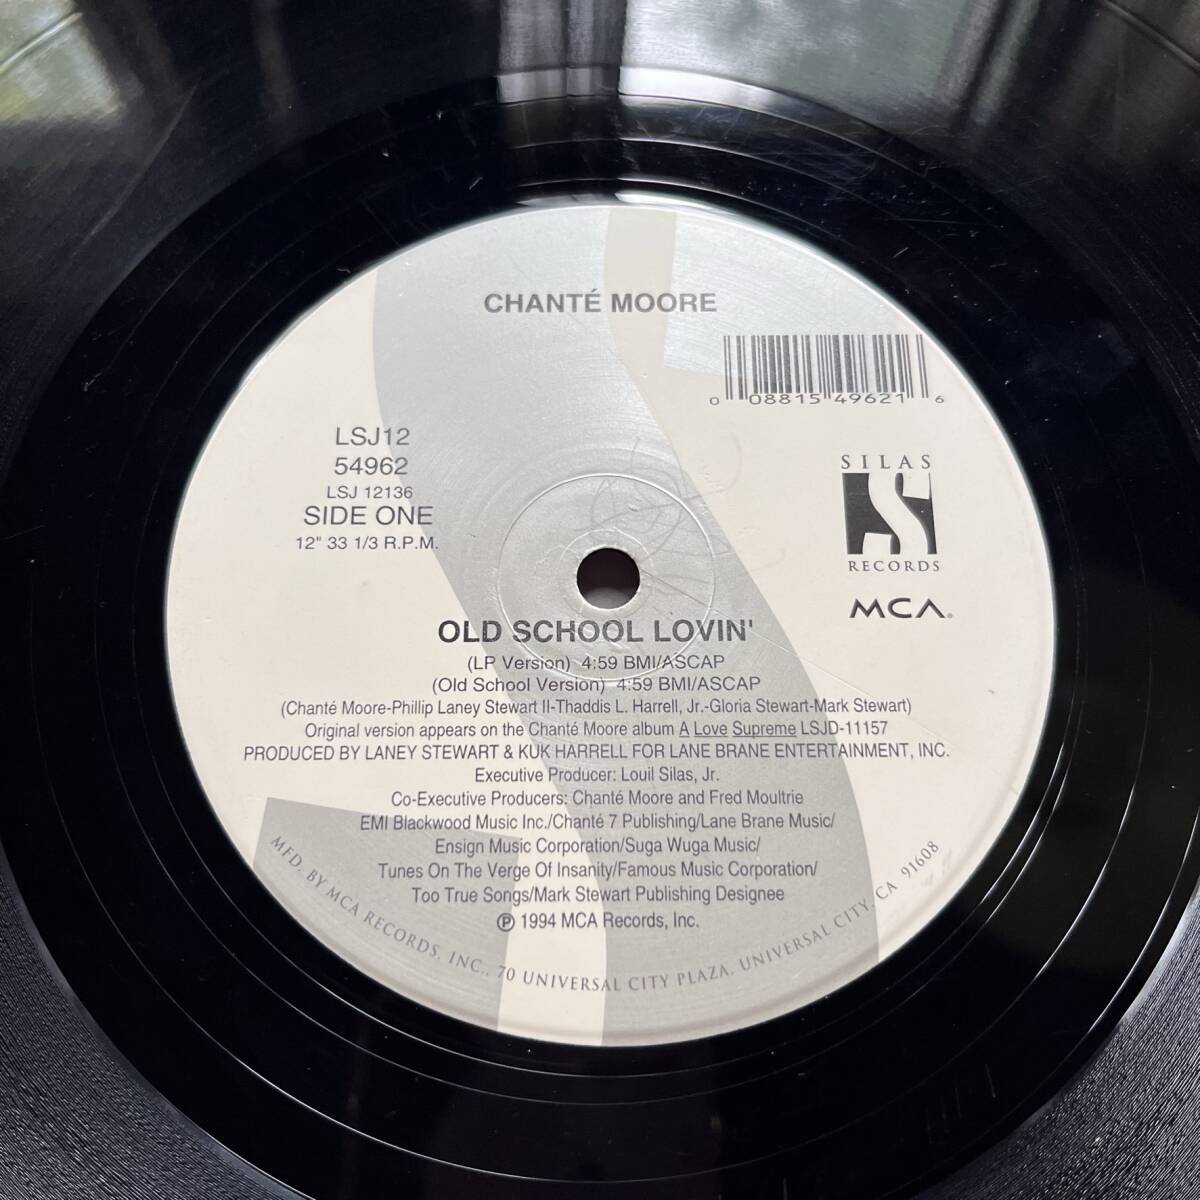 CHANTÉ MOORE
0 08815 49621 6
LSJ12
54962
LSJ 12136
SIDE ONE
12" 33 1/3 R.P.M.
SILAS
S
RECORDS
MCA®
OLD SCHOOL LOVIN'
(LP Version) 4:59 BMI/ASCAP
(Old School Version) 4:59 BMI/ASCAP
(Chanté Moore-Phillip Laney Stewart II-Thaddis L. Harrell, Jr.-Gloria Stewart-Mark Stewart)
Original version appears on the Chanté Moore album A Love Supreme LSJD-11157
PRODUCED BY LANEY STEWART & KUK HARRELL FOR LANE BRANE ENTERTAINMENT, INC.
Executive Producer: Louil Silas, Jr.
Co-Executive Producers: Chanté Moore and Fred Moultrie
EMI Blackwood Music Inc./Chanté 7 Publishing/Lane Brane Music/
Ensign Music Corporation/Suga Wuga Music/
Tunes On The Verge Of Insanity/Famous Music Corporation/
Too True Songs/Mark Stewart Publishing Designee
℗ 1994 MCA Records, Inc.
MFD. BY MCA RECORDS, INC., 70 UNIVERSAL CITY PLAZA, UNIVERSAL CITY, CA 91608